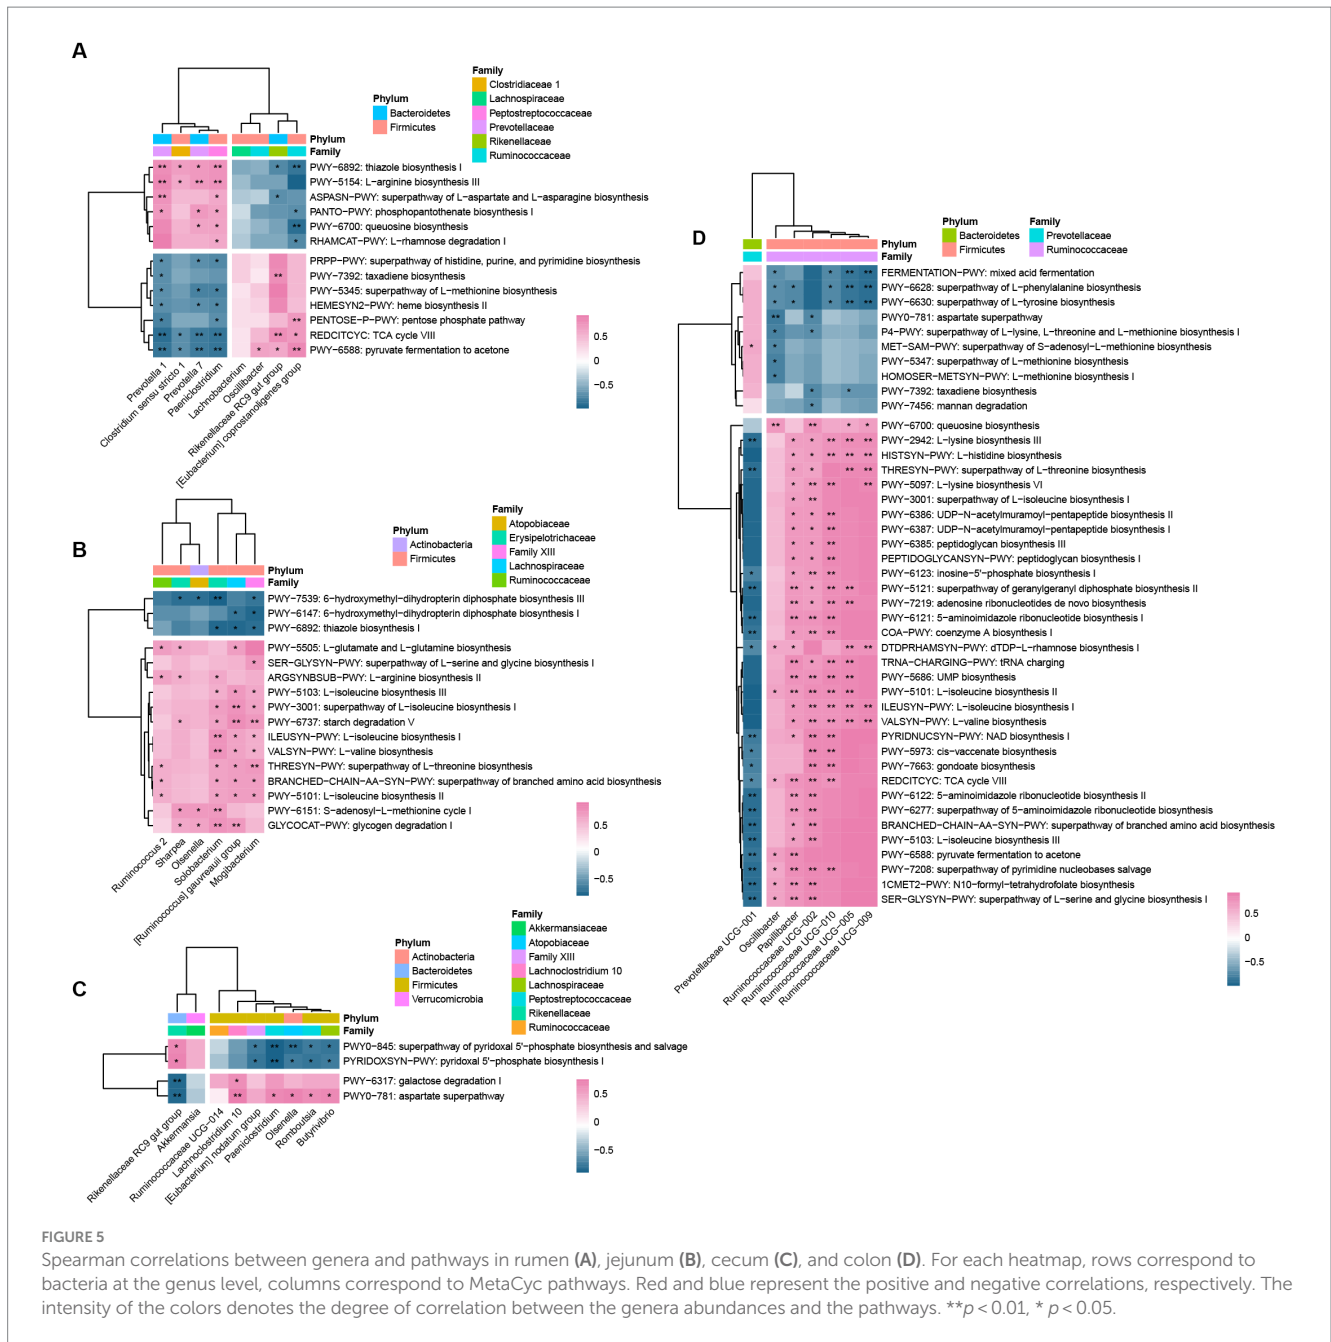 A
Phylum
Bacteroidetes
Firmicutes
Family
Clostridiaceae 1
Lachnospiraceae
Peptostreptococcaceae
Prevotellaceae
Rikenellaceae
Ruminococcaceae
Phylum
Family
PWY−6892: thiazole biosynthesis I
PWY−5154: L−arginine biosynthesis III
ASPASN−PWY: superpathway of L−aspartate and L−asparagine biosynthesis
PANTO−PWY: phosphopantothenate biosynthesis I
PWY−6700: queuosine biosynthesis
RHAMCAT−PWY: L−rhamnose degradation I
PRPP−PWY: superpathway of histidine, purine, and pyrimidine biosynthesis
PWY−7392: taxadiene biosynthesis
PWY−5345: superpathway of L−methionine biosynthesis
HEMESYN2−PWY: heme biosynthesis II
PENTOSE−P−PWY: pentose phosphate pathway
REDCITCYC: TCA cycle VIII
PWY−6588: pyruvate fermentation to acetone
Prevotella 1
Clostridium sensu stricto 1
Prevotella 7
Paeniclostridium
Lachnobacterium
Oscillibacter
Rikenellaceae RC9 gut group
[Eubacterium] coprostanoligenes group
0.5
0
−0.5
B
Phylum
Actinobacteria
Firmicutes
Family
Atopobiaceae
Erysipelotrichaceae
Family XIII
Lachnospiraceae
Ruminococcaceae
Phylum
Family
PWY−7539: 6−hydroxymethyl−dihydropterin diphosphate biosynthesis III
PWY−6147: 6−hydroxymethyl−dihydropterin diphosphate biosynthesis I
PWY−6892: thiazole biosynthesis I
PWY−5505: L−glutamate and L−glutamine biosynthesis
SER−GLYSYN−PWY: superpathway of L−serine and glycine biosynthesis I
ARGSYNBSUB−PWY: L−arginine biosynthesis II
PWY−5103: L−isoleucine biosynthesis III
PWY−3001: superpathway of L−isoleucine biosynthesis I
PWY−6737: starch degradation V
ILEUSYN−PWY: L−isoleucine biosynthesis I
VALSYN−PWY: L−valine biosynthesis
THRESYN−PWY: superpathway of L−threonine biosynthesis
BRANCHED−CHAIN−AA−SYN−PWY: superpathway of branched amino acid biosynthesis
PWY−5101: L−isoleucine biosynthesis II
PWY−6151: S−adenosyl−L−methionine cycle I
GLYCOCAT−PWY: glycogen degradation I
Ruminococcus 2
Sharpea
Olsenella
Solobacterium
[Ruminococcus] gauvreauii group
Mogibacterium
0.5
0
−0.5
C
Phylum
Actinobacteria
Bacteroidetes
Firmicutes
Verrucomicrobia
Family
Akkermansiaceae
Atopobiaceae
Family XIII
Lachnoclostridium 10
Lachnospiraceae
Peptostreptococcaceae
Rikenellaceae
Ruminococcaceae
Phylum
Family
PWY0−845: superpathway of pyridoxal 5'−phosphate biosynthesis and salvage
PYRIDOXSYN−PWY: pyridoxal 5'−phosphate biosynthesis I
PWY−6317: galactose degradation I
PWY0−781: aspartate superpathway
Rikenellaceae RC9 gut group
Akkermansia
Ruminococcaceae UCG−014
Lachnoclostridium 10
[Eubacterium] nodatum group
Paeniclostridium
Olsenella
Romboutsia
Butyrivibrio
0.5
0
−0.5
D
Phylum
Bacteroidetes
Firmicutes
Family
Prevotellaceae
Ruminococcaceae
Phylum
Family
FERMENTATION−PWY: mixed acid fermentation
PWY−6628: superpathway of L−phenylalanine biosynthesis
PWY−6630: superpathway of L−tyrosine biosynthesis
PWY0−781: aspartate superpathway
P4−PWY: superpathway of L−lysine, L−threonine and L−methionine biosynthesis I
MET−SAM−PWY: superpathway of S−adenosyl−L−methionine biosynthesis
PWY−5347: superpathway of L−methionine biosynthesis
HOMOSER−METSYN−PWY: L−methionine biosynthesis I
PWY−7392: taxadiene biosynthesis
PWY−7456: mannan degradation
PWY−6700: queuosine biosynthesis
PWY−2942: L−lysine biosynthesis III
HISTSYN−PWY: L−histidine biosynthesis
THRESYN−PWY: superpathway of L−threonine biosynthesis
PWY−5097: L−lysine biosynthesis VI
PWY−3001: superpathway of L−isoleucine biosynthesis I
PWY−6386: UDP−N−acetylmuramoyl−pentapeptide biosynthesis II
PWY−6387: UDP−N−acetylmuramoyl−pentapeptide biosynthesis I
PWY−6385: peptidoglycan biosynthesis III
PEPTIDOGLYCANSYN−PWY: peptidoglycan biosynthesis I
PWY−6123: inosine−5'−phosphate biosynthesis I
PWY−5121: superpathway of geranylgeranyl diphosphate biosynthesis II
PWY−7219: adenosine ribonucleotides de novo biosynthesis
PWY−6121: 5−aminoimidazole ribonucleotide biosynthesis I
COA−PWY: coenzyme A biosynthesis I
DTDPRHAMSYN−PWY: dTDP−L−rhamnose biosynthesis I
TRNA−CHARGING−PWY: tRNA charging
PWY−5686: UMP biosynthesis
PWY−5101: L−isoleucine biosynthesis II
ILEUSYN−PWY: L−isoleucine biosynthesis I
VALSYN−PWY: L−valine biosynthesis
PYRIDNUCSYN−PWY: NAD biosynthesis I
PWY−5973: cis−vaccenate biosynthesis
PWY−7663: gondoate biosynthesis
REDCITCYC: TCA cycle VIII
PWY−6122: 5−aminoimidazole ribonucleotide biosynthesis II
PWY−6277: superpathway of 5−aminoimidazole ribonucleotide biosynthesis
BRANCHED−CHAIN−AA−SYN−PWY: superpathway of branched amino acid biosynthesis
PWY−5103: L−isoleucine biosynthesis III
PWY−6588: pyruvate fermentation to acetone
PWY−7208: superpathway of pyrimidine nucleobases salvage
1CMET2−PWY: N10−formyl−tetrahydrofolate biosynthesis
SER−GLYSYN−PWY: superpathway of L−serine and glycine biosynthesis I
Prevotellaceae UCG−001
Oscillibacter
Papillibacter
Ruminococcaceae UCG−002
Ruminococcaceae UCG−010
Ruminococcaceae UCG−005
Ruminococcaceae UCG−009
0.5
0
−0.5
FIGURE 5
Spearman correlations between genera and pathways in rumen (A), jejunum (B), cecum (C), and colon (D). For each heatmap, rows correspond to
bacteria at the genus level, columns correspond to MetaCyc pathways. Red and blue represent the positive and negative correlations, respectively. The
intensity of the colors denotes the degree of correlation between the genera abundances and the pathways. **p < 0.01, * p < 0.05.